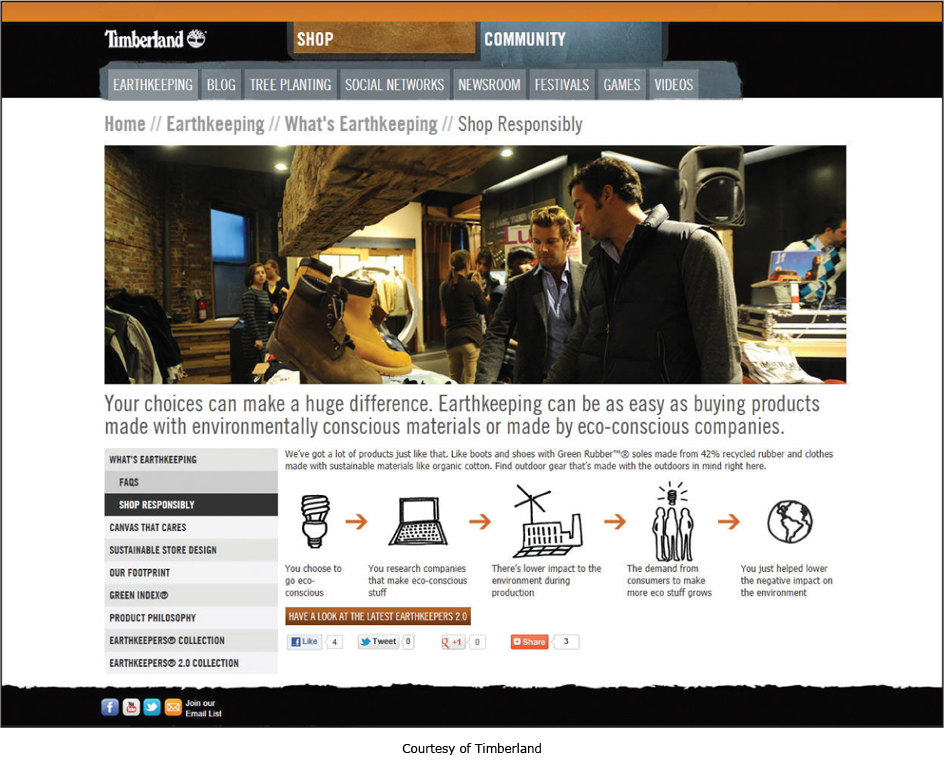 Timberland
SHOP
COMMUNITY
EARTHKEEPING
BLOG
TREE PLANTING
SOCIAL NETWORKS
NEWSROOM
FESTIVALS
GAMES
VIDEOS
Home // Earthkeeping // What's Earthkeeping // Shop Responsibly
Your choices can make a huge difference. Earthkeeping can be as easy as buying products
made with environmentally conscious materials or made by eco-conscious companies.
WHAT'S EARTHKEEPING
FAQS
SHOP RESPONSIBLY
CANVAS THAT CARES
SUSTAINABLE STORE DESIGN
OUR FOOTPRINT
GREEN INDEX®
PRODUCT PHILOSOPHY
EARTHKEEPERS® COLLECTION
EARTHKEEPERS® 2.0 COLLECTION
We've got a lot of products just like that. Like boots and shoes with Green Rubber™® soles made from 42% recycled rubber and clothes
made with sustainable materials like organic cotton. Find outdoor gear that's made with the outdoors in mind right here.
You choose to
go eco-
conscious
You research companies
that make eco-conscious
stuff
There's lower impact to the
environment during
production
The demand from
consumers to make
more eco stuff grows
You just helped lower
the negative impact on
the environment
HAVE A LOOK AT THE LATEST EARTHKEEPERS 2.0
Like 4
Tweet 0
+1 0
Share 3
Join our
Email List
Courtesy of Timberland